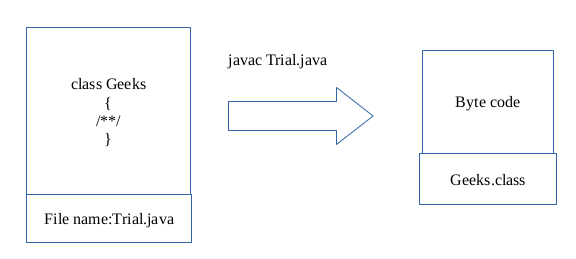 class Geeks
{
/**/
}
File name:Trial.java
javac Trial.java
Byte code
Geeks.class